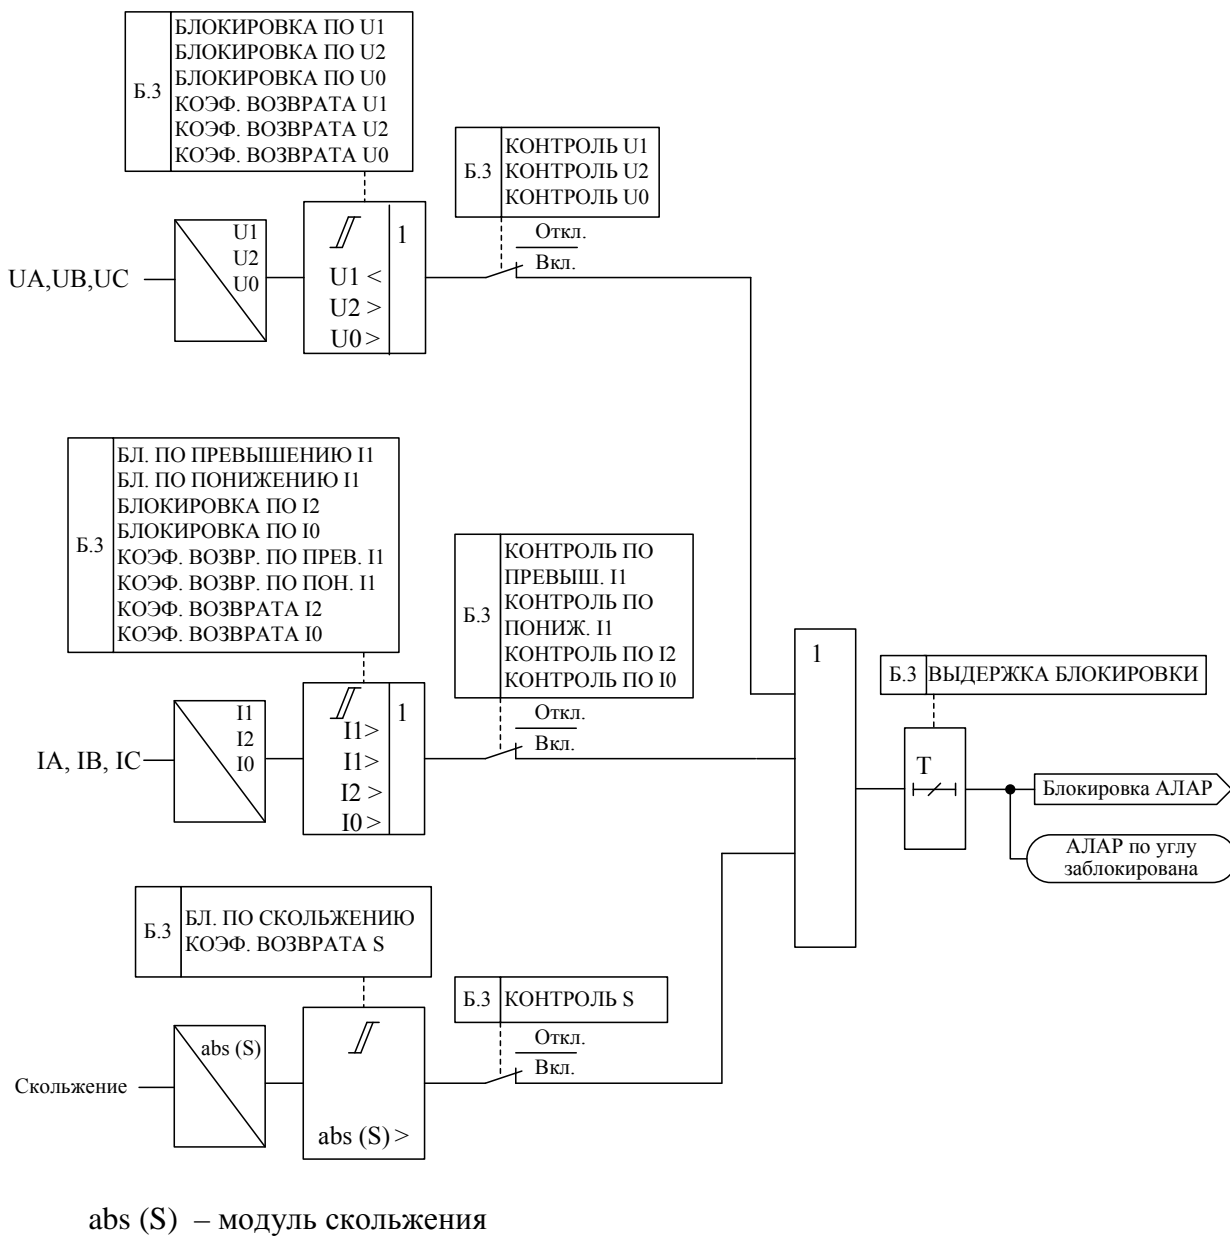 Б.3
БЛОКИРОВКА ПО U1
БЛОКИРОВКА ПО U2
БЛОКИРОВКА ПО U0
КОЭФ. ВОЗВРАТА U1
КОЭФ. ВОЗВРАТА U2
КОЭФ. ВОЗВРАТА U0
Б.3
КОНТРОЛЬ U1
КОНТРОЛЬ U2
КОНТРОЛЬ U0
UA,UB,UC
U1
U2
U0
1
U1 <
U2 >
U0 >
Откл.
Вкл.
Б.3
БЛ. ПО ПРЕВЫШЕНИЮ I1
БЛ. ПО ПОНИЖЕНИЮ I1
БЛОКИРОВКА ПО I2
БЛОКИРОВКА ПО I0
КОЭФ. ВОЗВР. ПО ПРЕВ. I1
КОЭФ. ВОЗВР. ПО ПОН. I1
КОЭФ. ВОЗВРАТА I2
КОЭФ. ВОЗВРАТА I0
Б.3
КОНТРОЛЬ ПО
ПРЕВЫШ. I1
КОНТРОЛЬ ПО
ПОНИЖ. I1
КОНТРОЛЬ ПО I2
КОНТРОЛЬ ПО I0
IA, IB, IC
I1
I2
I0
1
I1>
I1>
I2 >
I0 >
Откл.
Вкл.
1
Б.3
ВЫДЕРЖКА БЛОКИРОВКИ
T
Блокировка АЛАР
АЛАР по углу
заблокирована
Б.3
БЛ. ПО СКОЛЬЖЕНИЮ
КОЭФ. ВОЗВРАТА S
Б.3
КОНТРОЛЬ S
Скольжение
abs (S)
abs (S) >
Откл.
Вкл.
abs (S) – модуль скольжения